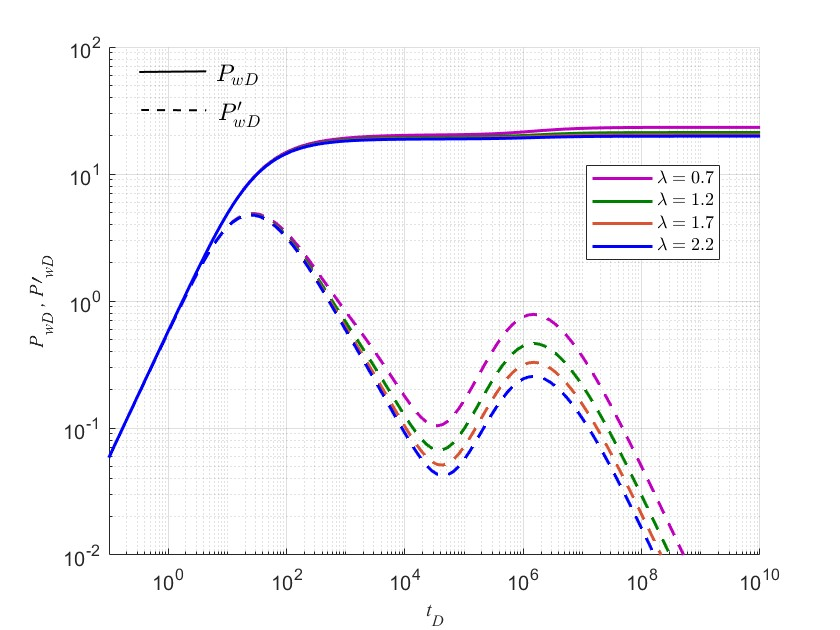 10^2
10^1
10^0
10^-1
10^-2
P_wD, P'_wD
P_wD
P'_wD
λ = 0.7
λ = 1.2
λ = 1.7
λ = 2.2
10^0 10^2 10^4 10^6 10^8 10^10
t_D